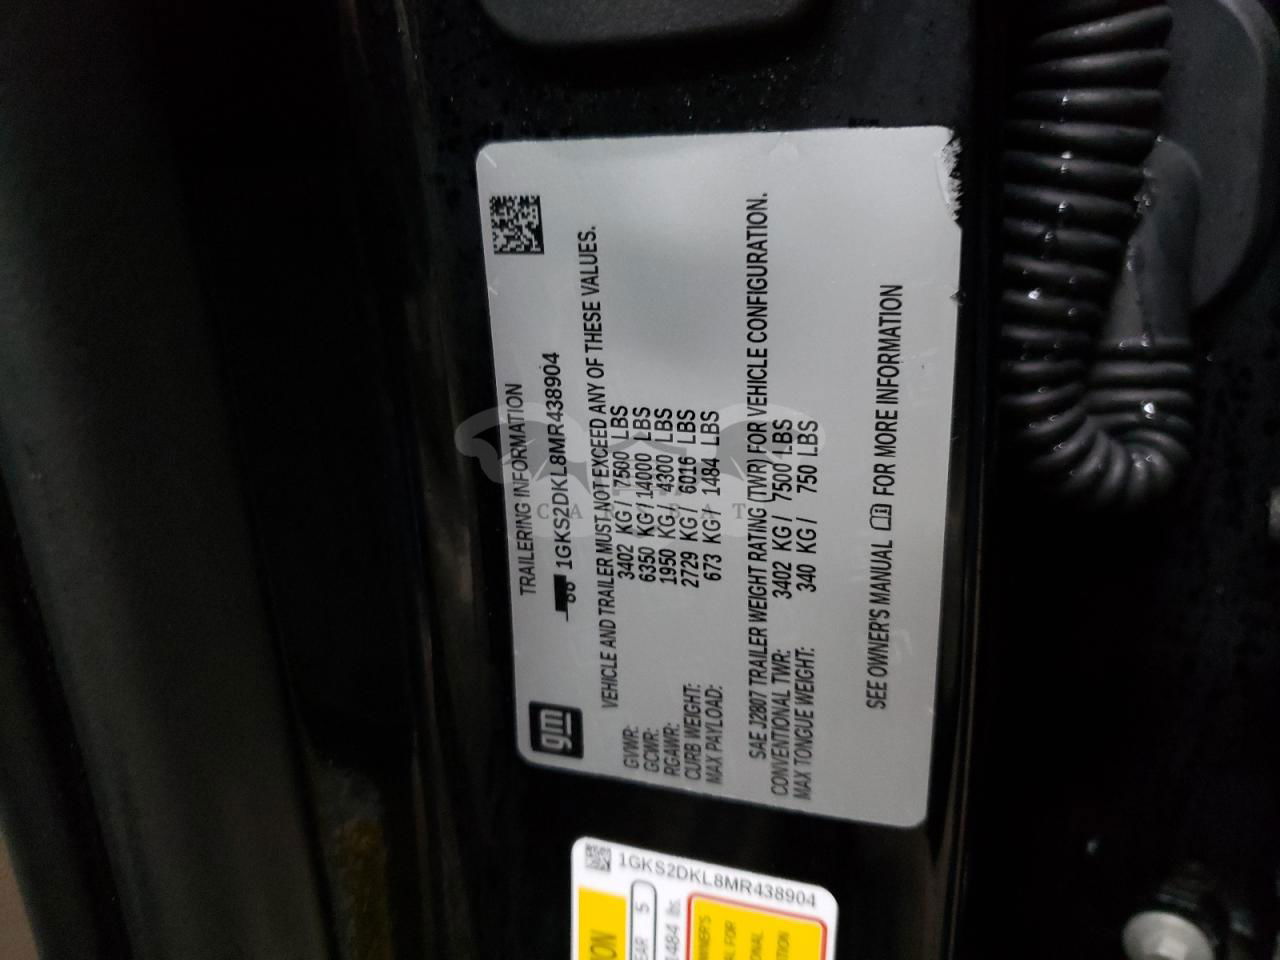 TRAILERING INFORMATION
1GKS2DKL8MR438904
gm
VEHICLE AND TRAILER MUST NOT EXCEED ANY OF THESE VALUES.
GVWR: 3402 KG / 7500 LBS
GCWR: 6350 KG / 14000 LBS
RGAWR: 1950 KG / 4300 LBS
CURB WEIGHT: 2729 KG / 6016 LBS
MAX PAYLOAD: 673 KG / 1484 LBS
SAE J2807 TRAILER WEIGHT RATING (TWR) FOR VEHICLE CONFIGURATION.
CONVENTIONAL TWR: 3402 KG / 7500 LBS
MAX TONGUE WEIGHT: 340 KG / 750 LBS
SEE OWNER'S MANUAL FOR MORE INFORMATION
1GKS2DKL8MR438904
5
1484 lbs.